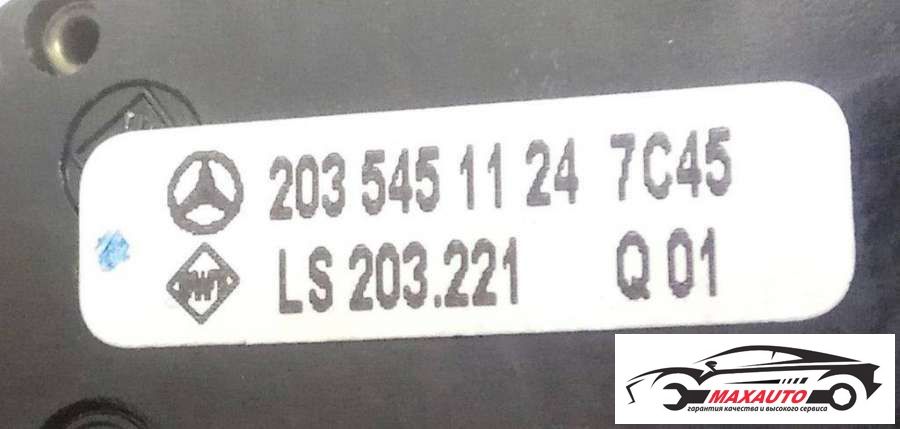 203 545 11 24 7C45
LS 203.221 Q 01
MAXAUTO
гарантия качества и высокого сервиса